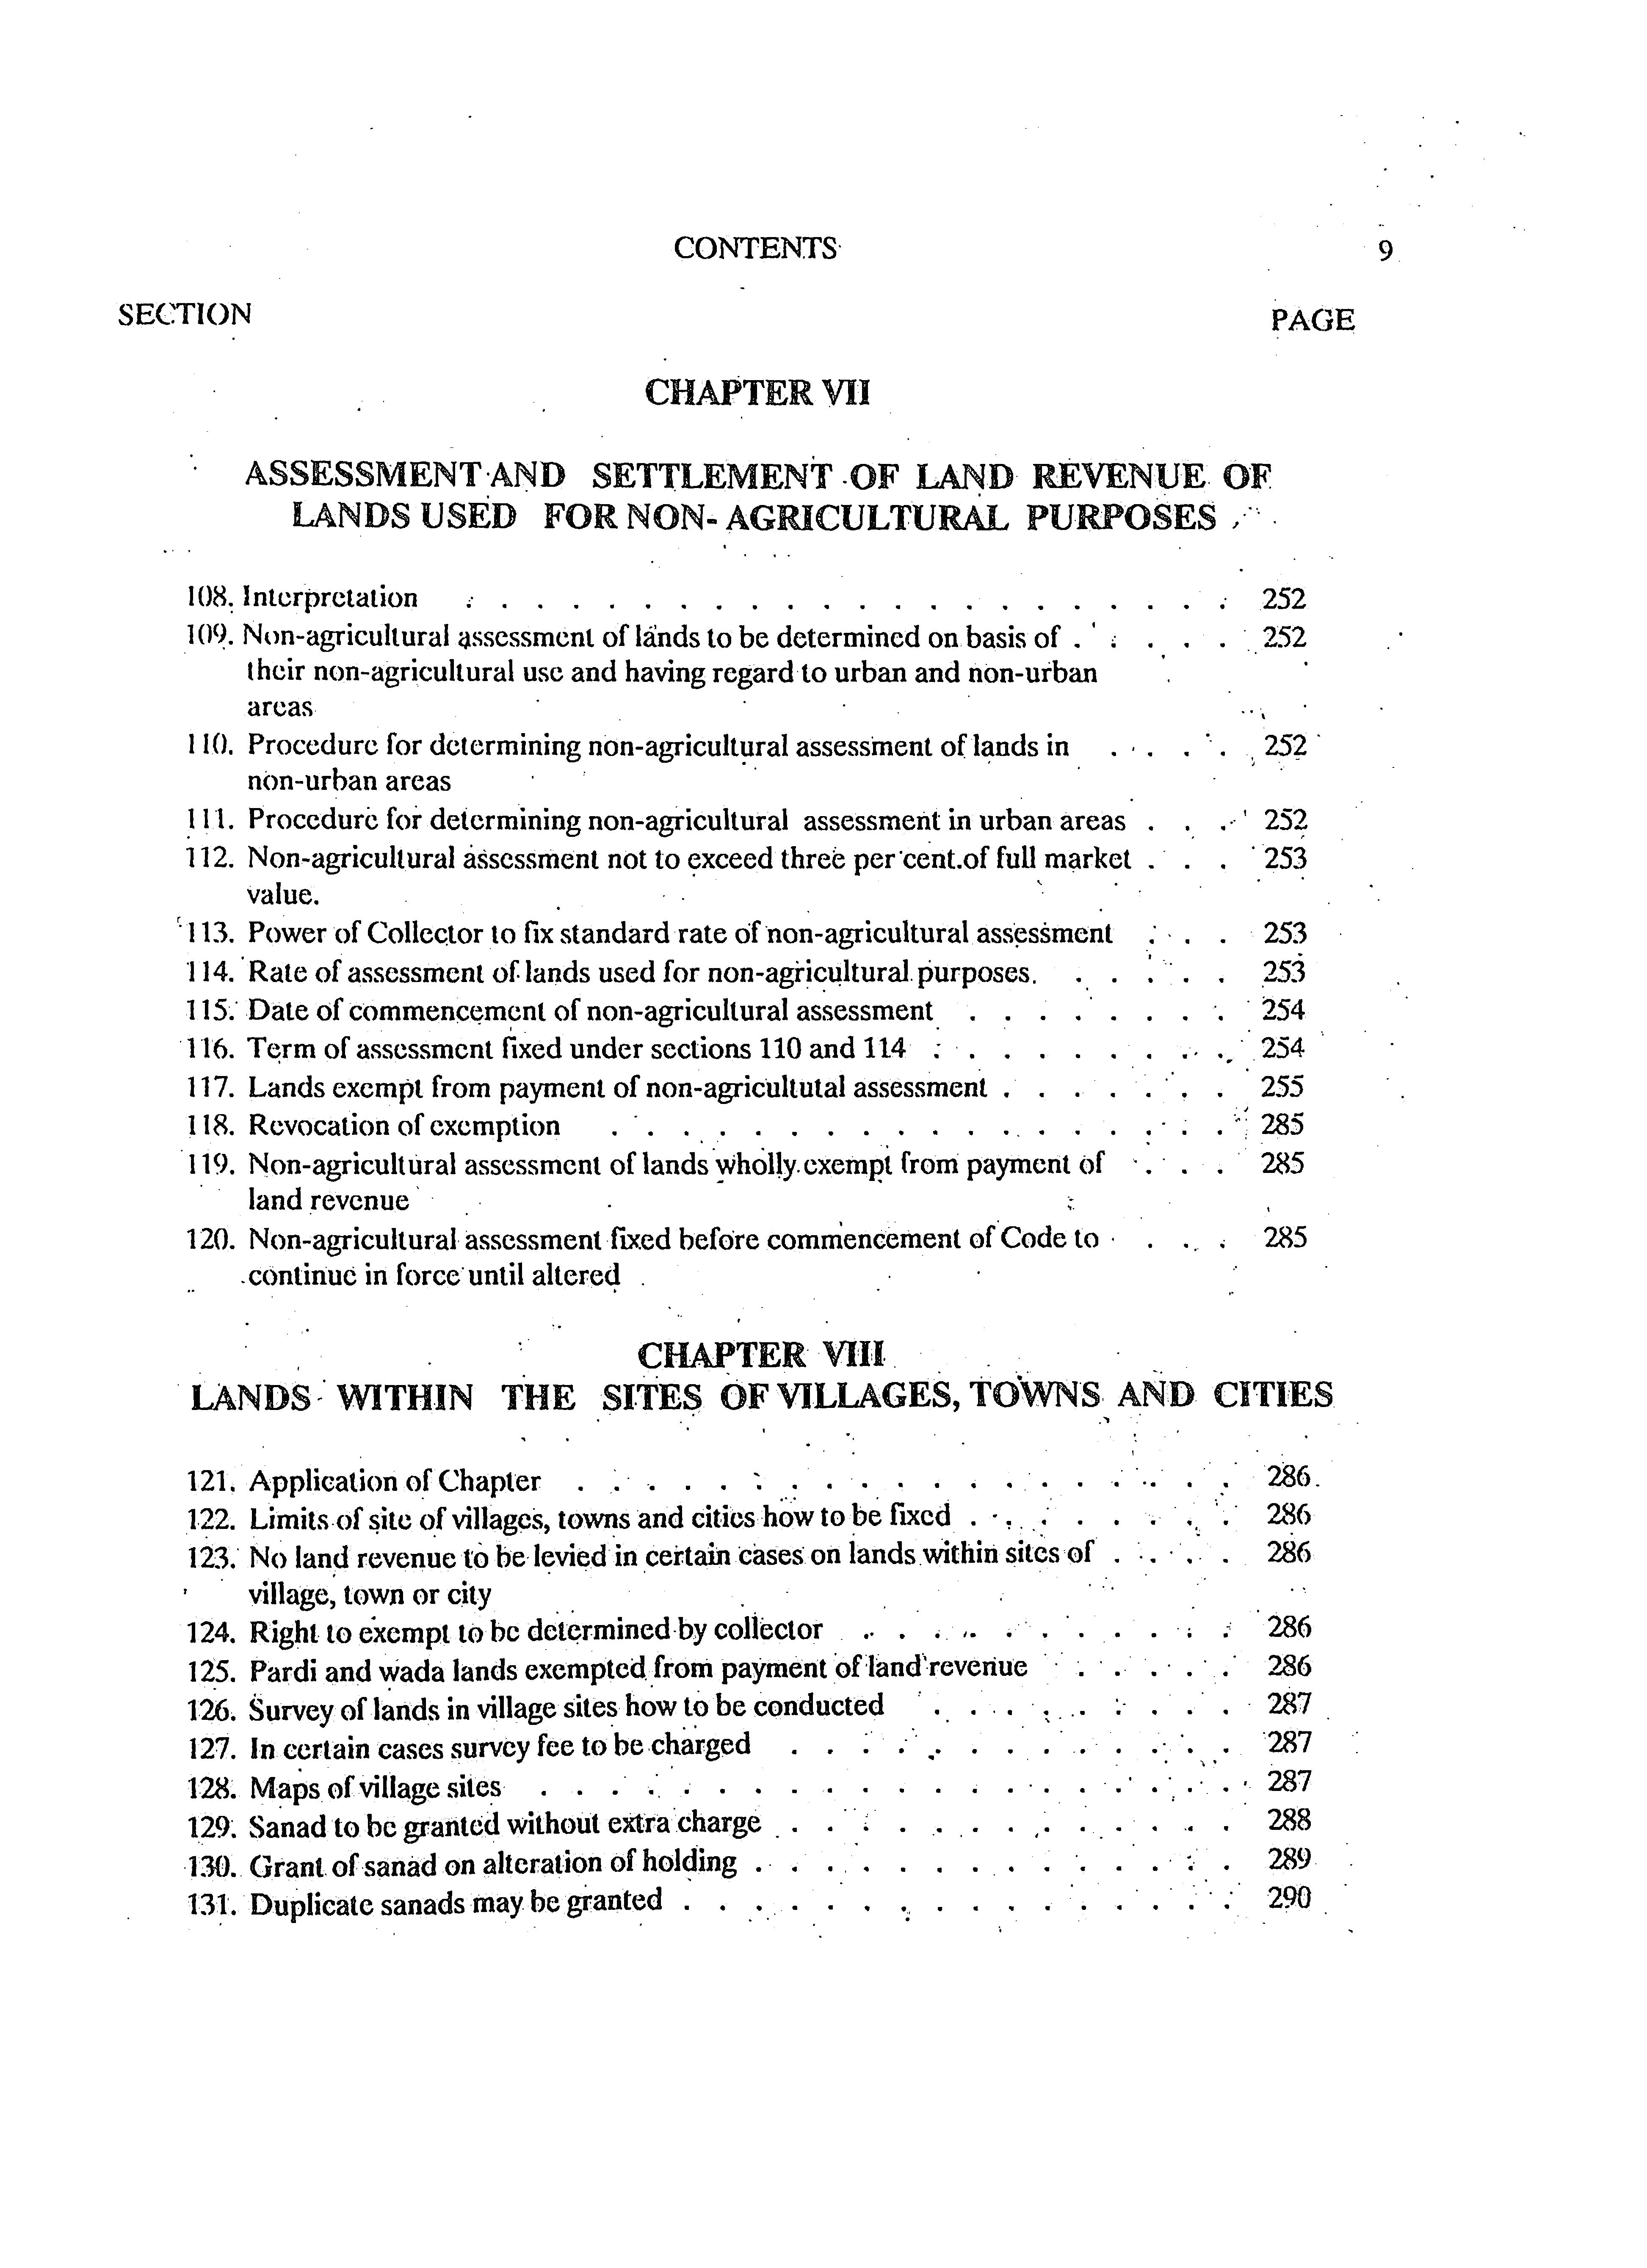 CONTENTS 9
SECTION PAGE
CHAPTER VII
ASSESSMENT AND SETTLEMENT OF LAND REVENUE OF
LANDS USED FOR NON- AGRICULTURAL PURPOSES
108. Interpretation . . . . . . . . . . . . . . . . . . . . . . 252
109. Non-agricultural assessment of lands to be determined on basis of . . . . . 252
their non-agricultural use and having regard to urban and non-urban
areas
110. Procedure for determining non-agricultural assessment of lands in . . . . 252
non-urban areas
111. Procedure for determining non-agricultural assessment in urban areas . . . 252
112. Non-agricultural assessment not to exceed three per cent.of full market . . . 253
value.
113. Power of Collector to fix standard rate of non-agricultural assessment . . . 253
114. Rate of assessment of lands used for non-agricultural purposes. . . . . . 253
115. Date of commencement of non-agricultural assessment . . . . . . . . 254
116. Term of assessment fixed under sections 110 and 114 . . . . . . . . . 254
117. Lands exempt from payment of non-agricultutal assessment . . . . . . . 255
118. Revocation of exemption . . . . . . . . . . . . . . . . . . 285
119. Non-agricultural assessment of lands wholly exempt from payment of . . . 285
land revenue
120. Non-agricultural assessment fixed before commencement of Code to . . . 285
continue in force until altered
CHAPTER VIII
LANDS WITHIN THE SITES OF VILLAGES, TOWNS AND CITIES
121. Application of Chapter . . . . . . . . . . . . . . . . . . . 286
122. Limits of site of villages, towns and cities how to be fixed . . . . . . . . 286
123. No land revenue to be levied in certain cases on lands within sites of . . . . 286
village, town or city
124. Right to exempt to be determined by collector . . . . . . . . . . . 286
125. Pardi and wada lands exempted from payment of land revenue . . . . . 286
126. Survey of lands in village sites how to be conducted . . . . . . . . . 287
127. In certain cases survey fee to be charged . . . . . . . . . . . . . 287
128. Maps of village sites . . . . . . . . . . . . . . . . . . . . 287
129. Sanad to be granted without extra charge . . . . . . . . . . . . . 288
130. Grant of sanad on alteration of holding . . . . . . . . . . . . . . 289
131. Duplicate sanads may be granted . . . . . . . . . . . . . . . . 290